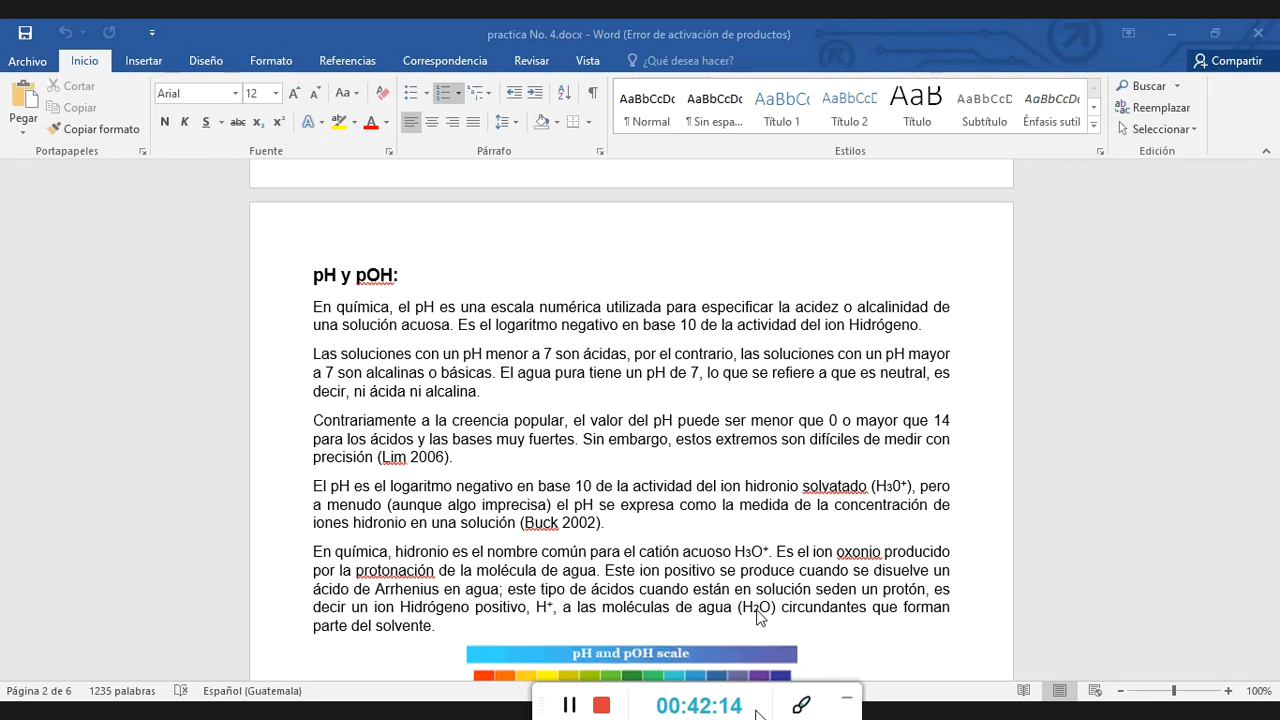 practica No. 4.docx - Word (Error de activación de productos)
Archivo Inicio Insertar Diseño Formato Referencias Correspondencia Revisar Vista ¿Qué desea hacer? Compartir
Pegar
Cortar
Copiar
Copiar formato
Portapapeles
Arial 12
Aa
N K S abc x₂ x² A A
Fuente
Párrafo
AaBbCcDc AaBbCcDc AaBbCc AaBbCcC AaB AaBbCcD AaBbCcDc
¶ Normal ¶ Sin espa... Título 1 Título 2 Título Subtítulo Énfasis sutil
Estilos
Buscar
Reemplazar
Seleccionar
Edición
pH y pOH:
En química, el pH es una escala numérica utilizada para especificar la acidez o alcalinidad de
una solución acuosa. Es el logaritmo negativo en base 10 de la actividad del ion Hidrógeno.
Las soluciones con un pH menor a 7 son ácidas, por el contrario, las soluciones con un pH mayor
a 7 son alcalinas o básicas. El agua pura tiene un pH de 7, lo que se refiere a que es neutral, es
decir, ni ácida ni alcalina.
Contrariamente a la creencia popular, el valor del pH puede ser menor que 0 o mayor que 14
para los ácidos y las bases muy fuertes. Sin embargo, estos extremos son difíciles de medir con
precisión (Lim 2006).
El pH es el logaritmo negativo en base 10 de la actividad del ion hidronio solvatado (H₃0⁺), pero
a menudo (aunque algo imprecisa) el pH se expresa como la medida de la concentración de
iones hidronio en una solución (Buck 2002).
En química, hidronio es el nombre común para el catión acuoso H₃O⁺. Es el ion oxonio producido
por la protonación de la molécula de agua. Este ion positivo se produce cuando se disuelve un
ácido de Arrhenius en agua; este tipo de ácidos cuando están en solución seden un protón, es
decir un ion Hidrógeno positivo, H⁺, a las moléculas de agua (H₂O) circundantes que forman
parte del solvente.
pH and pOH scale
Página 2 de 6 1235 palabras Español (Guatemala) 100%
00:42:14